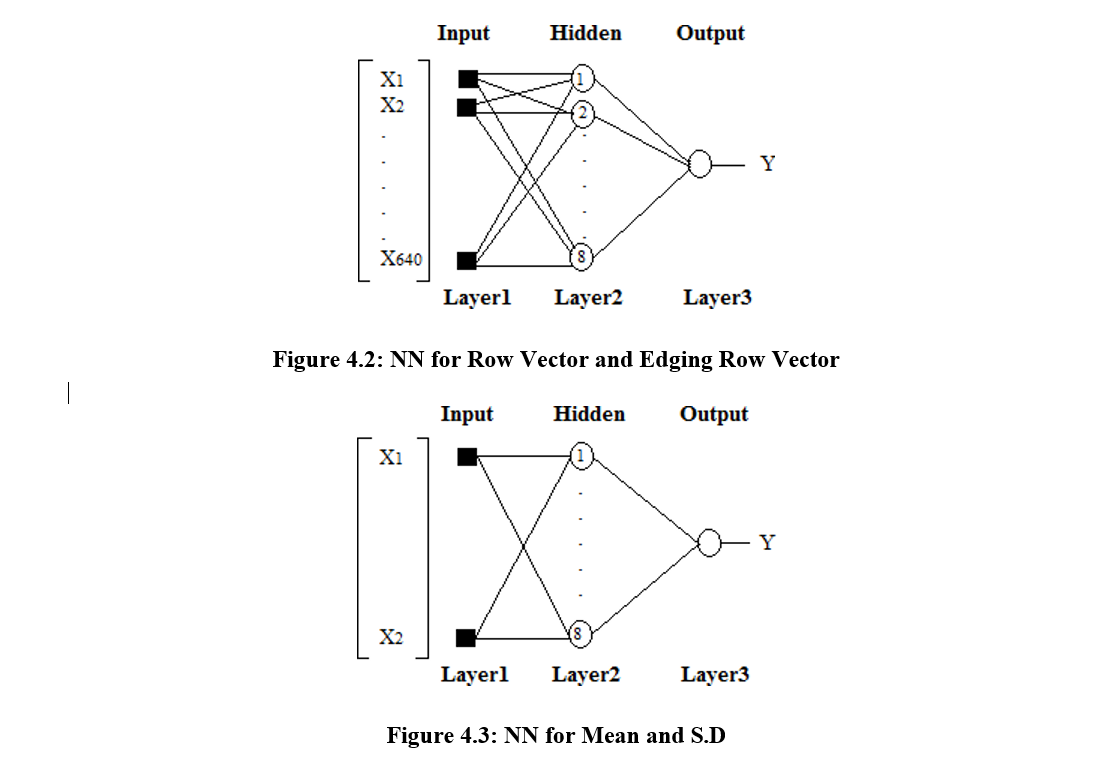 Input Hidden Output
X1 1
X2 2
.
.
.
.
.
X640 8
Y
Layer1 Layer2 Layer3
Figure 4.2: NN for Row Vector and Edging Row Vector
Input Hidden Output
X1 1
.
.
.
.
.
Y
X2 8
Layer1 Layer2 Layer3
Figure 4.3: NN for Mean and S.D